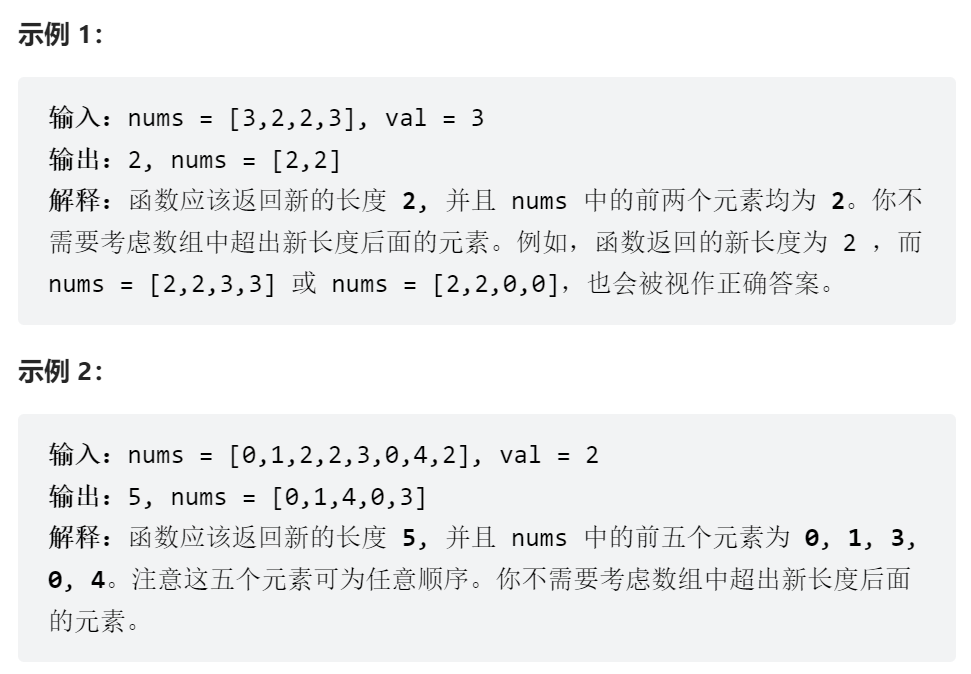 示例 1：
输入：nums = [3,2,2,3], val = 3
输出：2, nums = [2,2]
解释：函数应该返回新的长度 2, 并且 nums 中的前两个元素均为 2。你不
需要考虑数组中超出新长度后面的元素。例如，函数返回的新长度为 2 ，而
nums = [2,2,3,3] 或 nums = [2,2,0,0]，也会被视作正确答案。
示例 2：
输入：nums = [0,1,2,2,3,0,4,2], val = 2
输出：5, nums = [0,1,4,0,3]
解释：函数应该返回新的长度 5, 并且 nums 中的前五个元素为 0, 1, 3,
0, 4。注意这五个元素可为任意顺序。你不需要考虑数组中超出新长度后面
的元素。